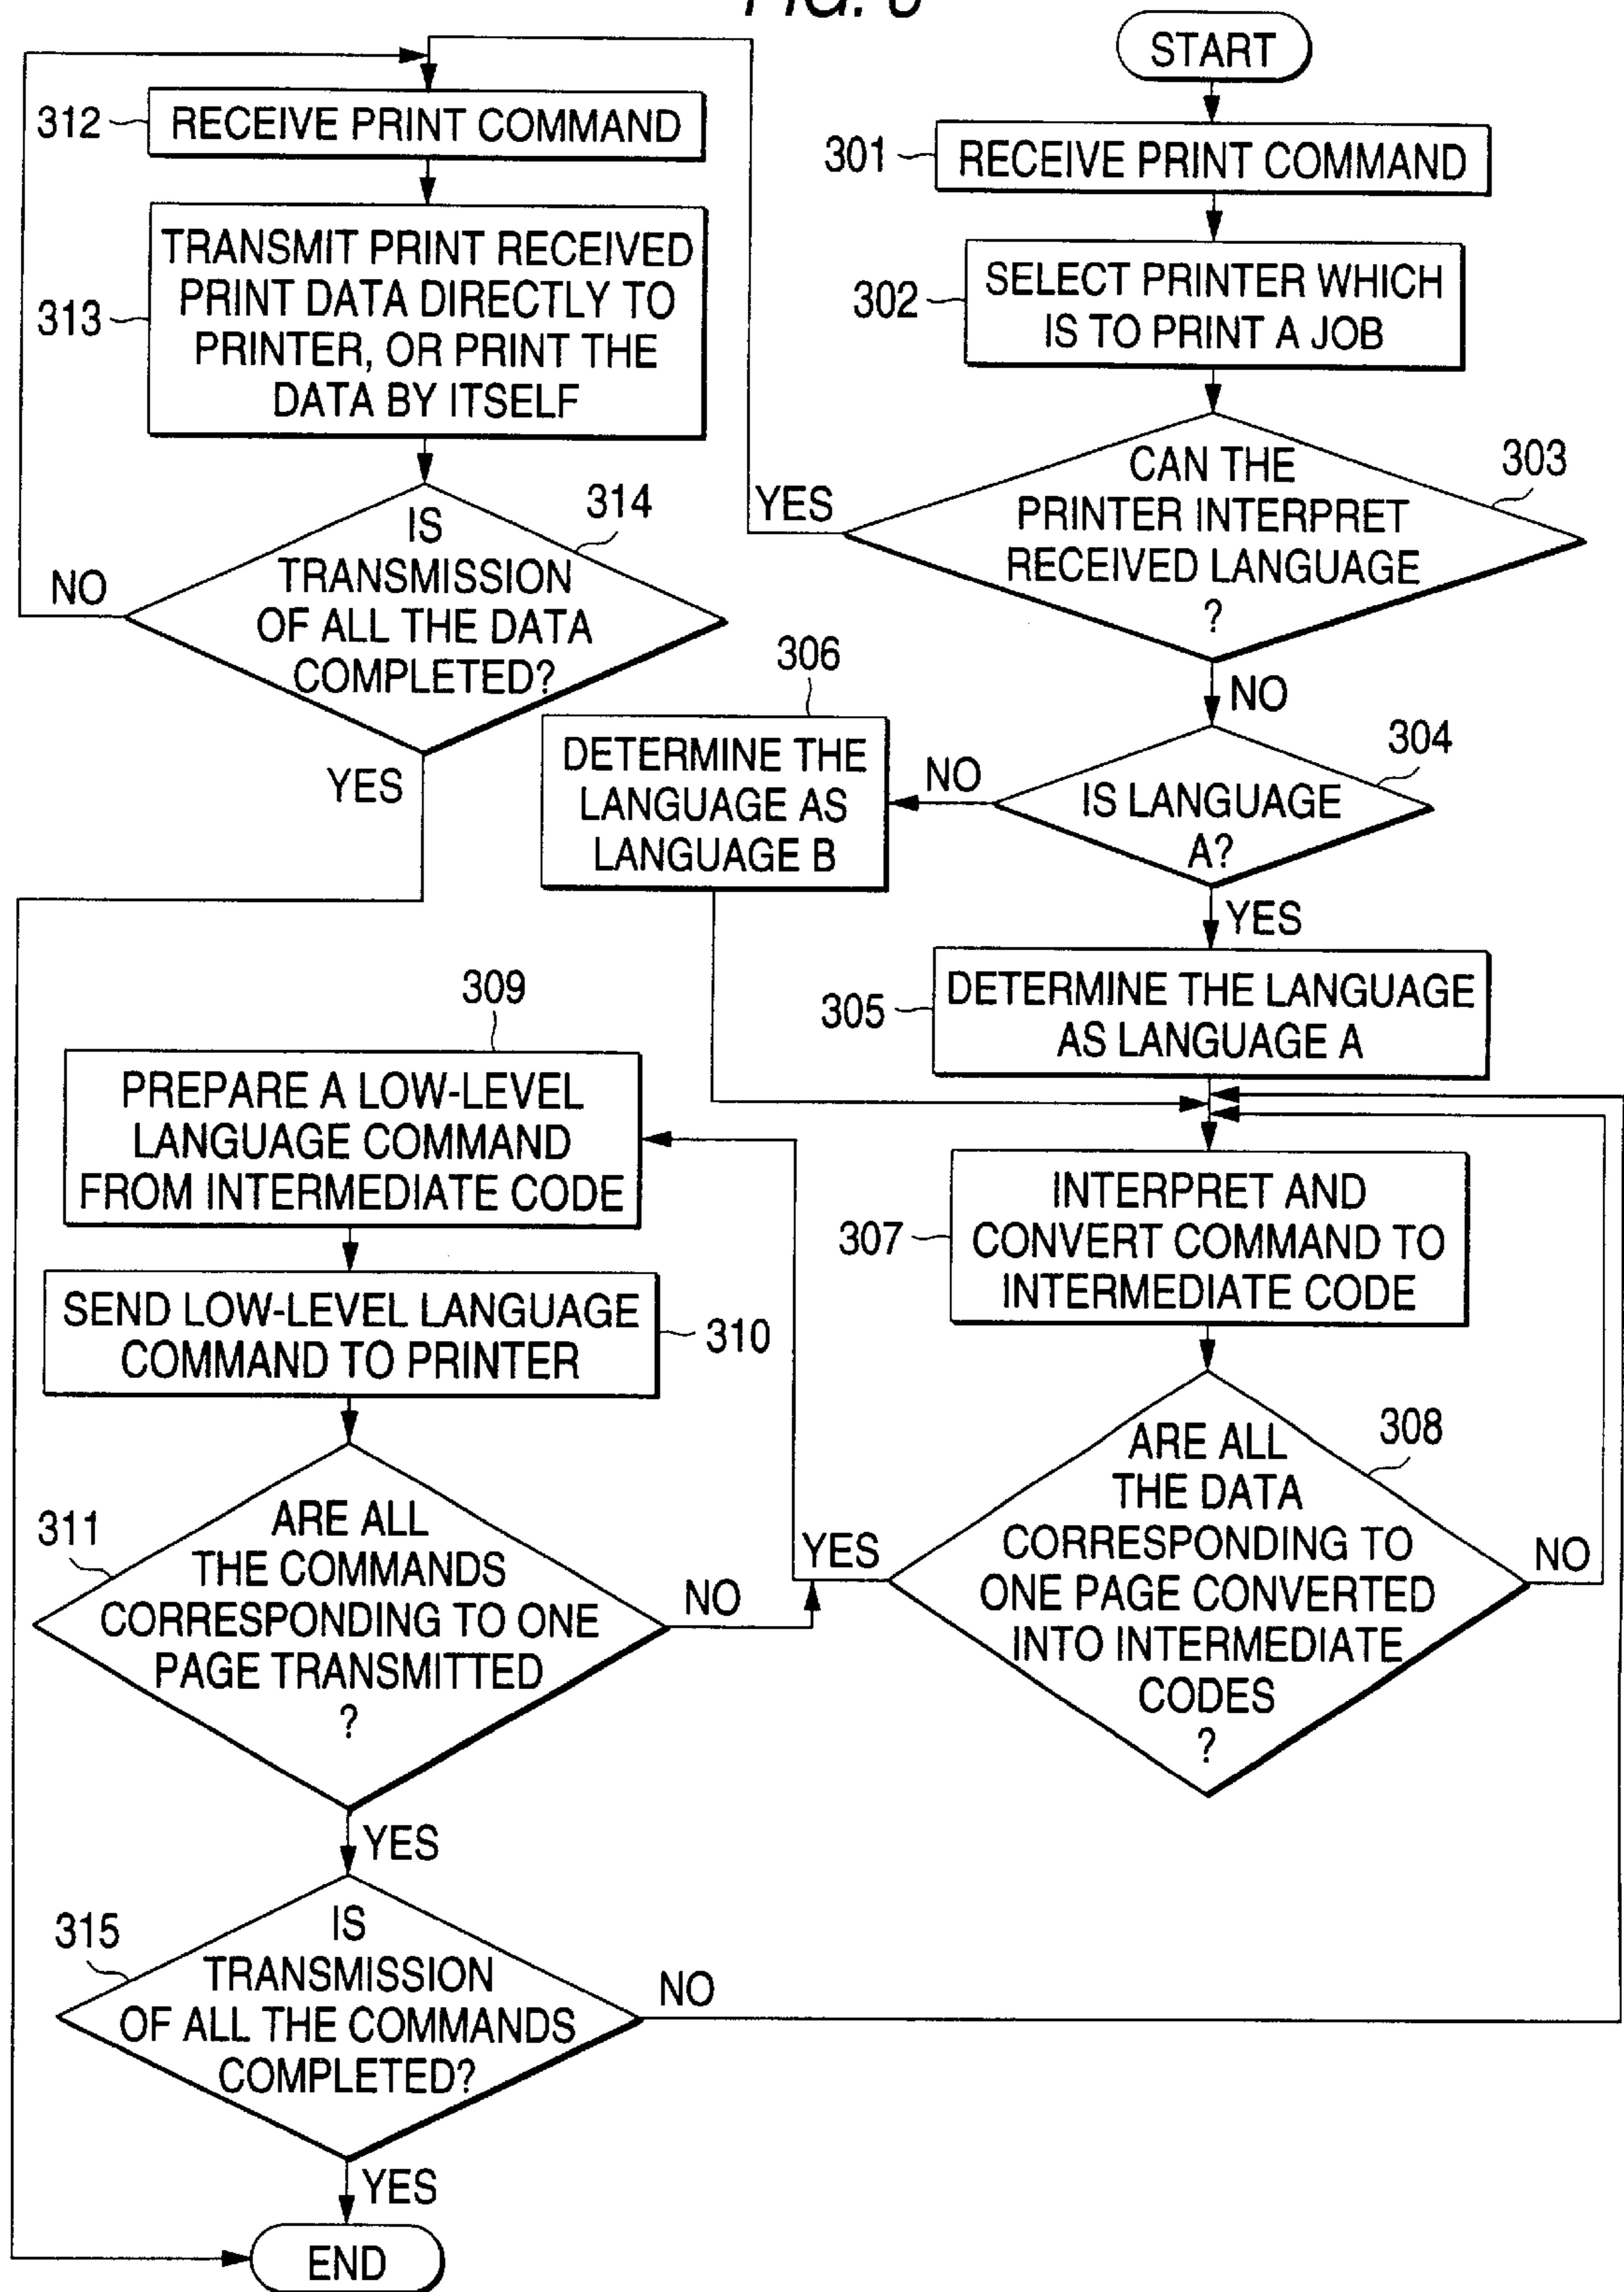 START
301
RECEIVE PRINT COMMAND
302
SELECT PRINTER WHICH
IS TO PRINT A JOB
303
CAN THE
PRINTER INTERPRET
RECEIVED LANGUAGE
?
YES
NO
304
IS LANGUAGE
A?
NO
YES
306
DETERMINE THE
LANGUAGE AS
LANGUAGE B
305
DETERMINE THE LANGUAGE
AS LANGUAGE A
307
INTERPRET AND
CONVERT COMMAND TO
INTERMEDIATE CODE
308
ARE ALL
THE DATA
CORRESPONDING TO
ONE PAGE CONVERTED
INTO INTERMEDIATE
CODES
?
YES
NO
312
RECEIVE PRINT COMMAND
313
TRANSMIT PRINT RECEIVED
PRINT DATA DIRECTLY TO
PRINTER, OR PRINT THE
DATA BY ITSELF
314
IS
TRANSMISSION
OF ALL THE DATA
COMPLETED?
NO
YES
309
PREPARE A LOW-LEVEL
LANGUAGE COMMAND
FROM INTERMEDIATE CODE
310
SEND LOW-LEVEL LANGUAGE
COMMAND TO PRINTER
311
ARE ALL
THE COMMANDS
CORRESPONDING TO ONE
PAGE TRANSMITTED
?
NO
YES
315
IS
TRANSMISSION
OF ALL THE COMMANDS
COMPLETED?
NO
YES
END